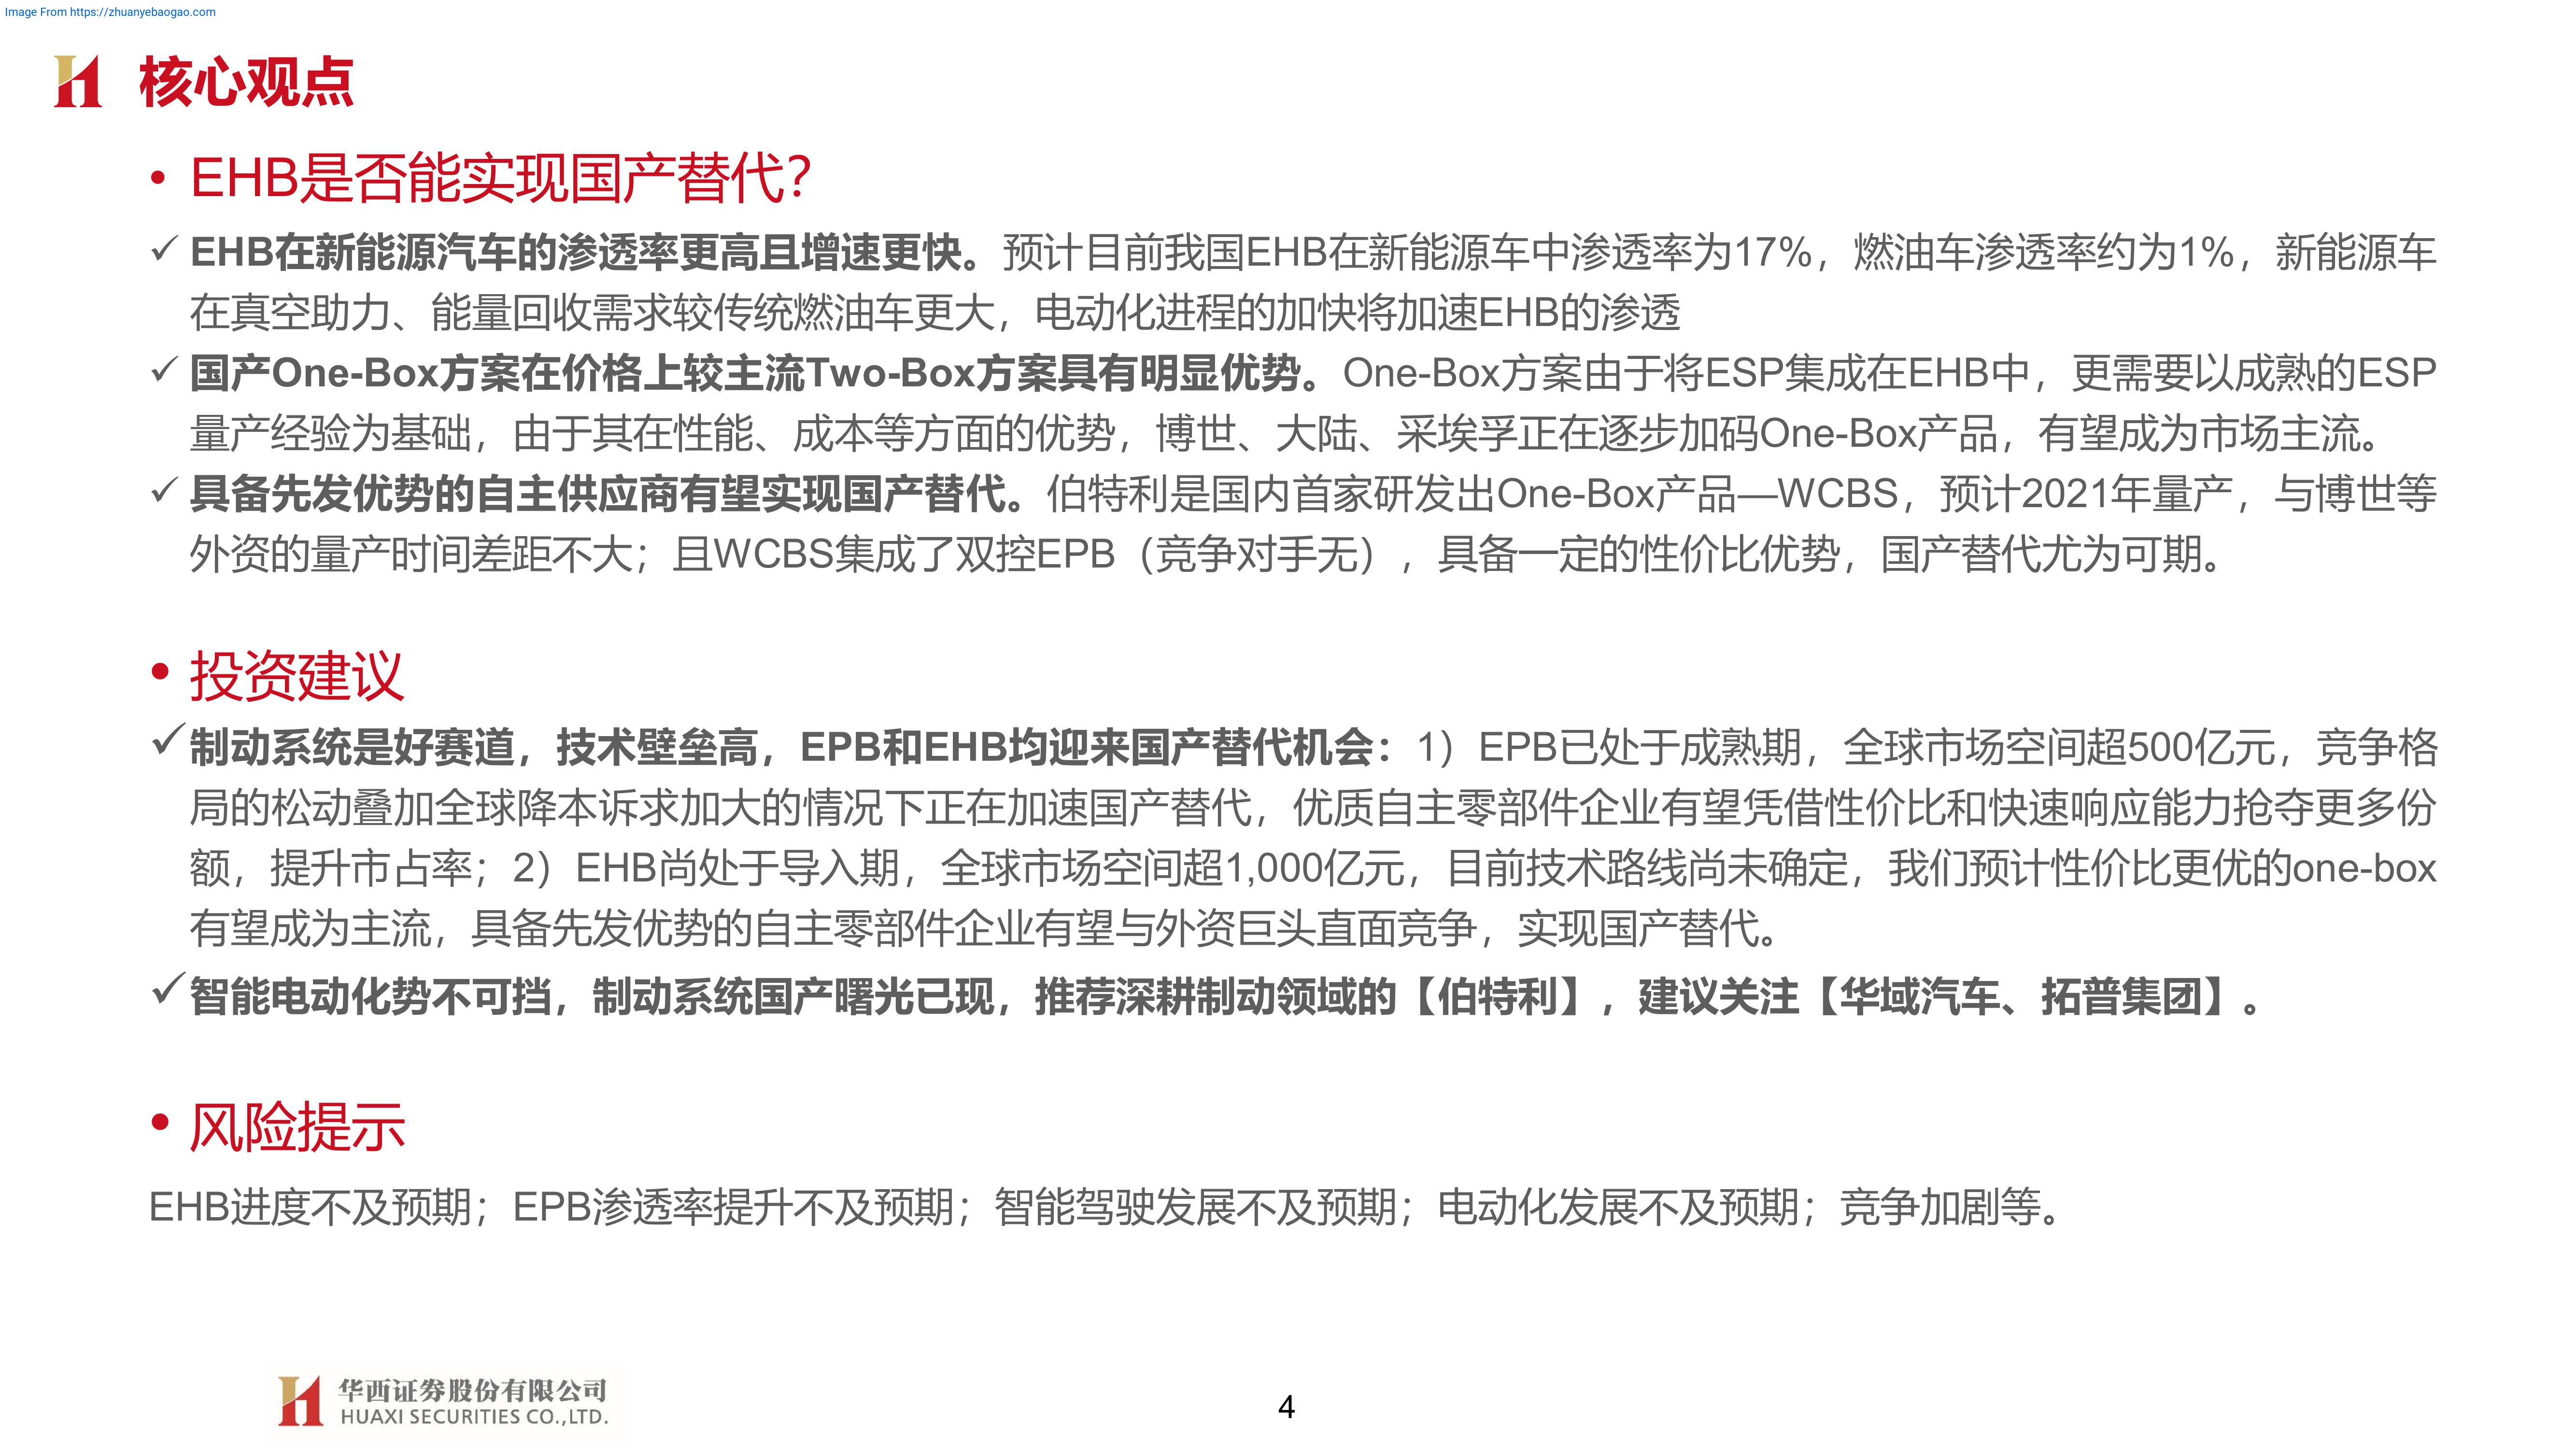 Image From https://zhuanyebaogao.com
核心观点
• EHB是否能实现国产替代？
✓ EHB在新能源汽车的渗透率更高且增速更快。预计目前我国EHB在新能源车中渗透率为17%，燃油车渗透率约为1%，新能源车
在真空助力、能量回收需求较传统燃油车更大，电动化进程的加快将加速EHB的渗透
✓ 国产One-Box方案在价格上较主流Two-Box方案具有明显优势。One-Box方案由于将ESP集成在EHB中，更需要以成熟的ESP
量产经验为基础，由于其在性能、成本等方面的优势，博世、大陆、采埃孚正在逐步加码One-Box产品，有望成为市场主流。
✓ 具备先发优势的自主供应商有望实现国产替代。伯特利是国内首家研发出One-Box产品—WCBS，预计2021年量产，与博世等
外资的量产时间差距不大；且WCBS集成了双控EPB（竞争对手无），具备一定的性价比优势，国产替代尤为可期。
• 投资建议
✓ 制动系统是好赛道，技术壁垒高，EPB和EHB均迎来国产替代机会：1）EPB已处于成熟期，全球市场空间超500亿元，竞争格
局的松动叠加全球降本诉求加大的情况下正在加速国产替代，优质自主零部件企业有望凭借性价比和快速响应能力抢夺更多份
额，提升市占率；2）EHB尚处于导入期，全球市场空间超1,000亿元，目前技术路线尚未确定，我们预计性价比更优的one-box
有望成为主流，具备先发优势的自主零部件企业有望与外资巨头直面竞争，实现国产替代。
✓ 智能电动化势不可挡，制动系统国产曙光已现，推荐深耕制动领域的【伯特利】，建议关注【华域汽车、拓普集团】。
• 风险提示
EHB进度不及预期；EPB渗透率提升不及预期；智能驾驶发展不及预期；电动化发展不及预期；竞争加剧等。
华西证券股份有限公司
HUAXI SECURITIES CO.,LTD.
4